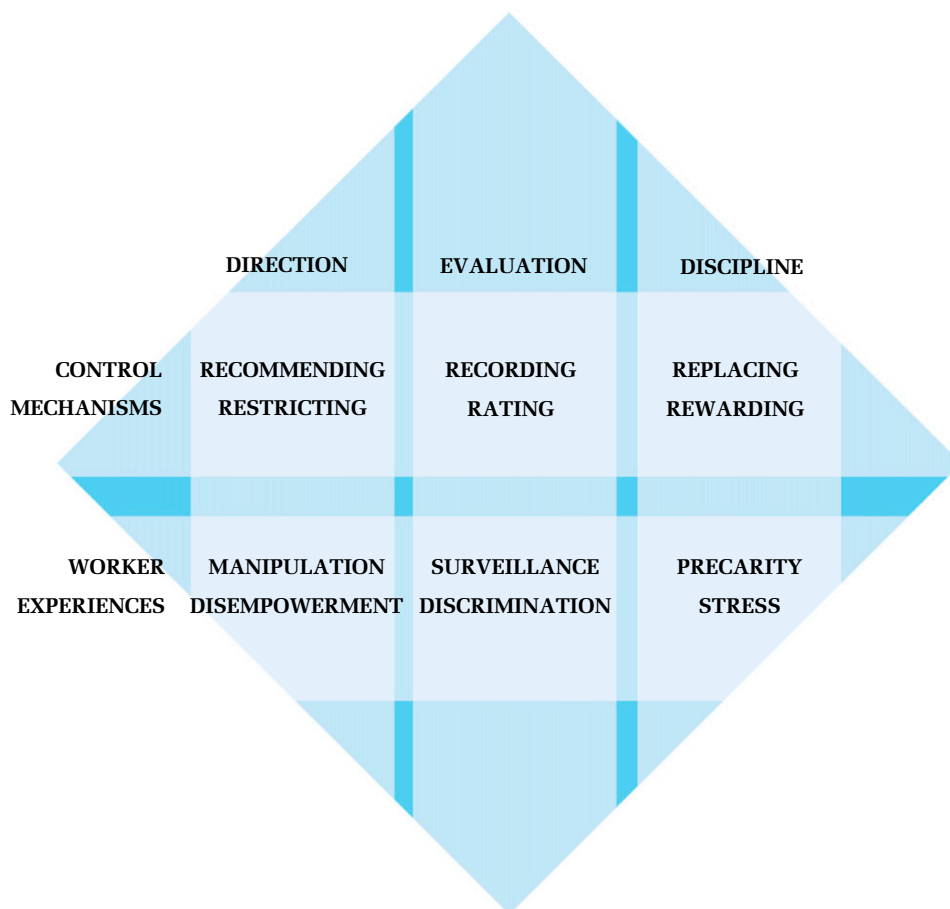 DIRECTION EVALUATION DISCIPLINE
CONTROL RECOMMENDING RECORDING REPLACING
MECHANISMS RESTRICTING RATING REWARDING
WORKER MANIPULATION SURVEILLANCE PRECARITY
EXPERIENCES DISEMPOWERMENT DISCRIMINATION STRESS